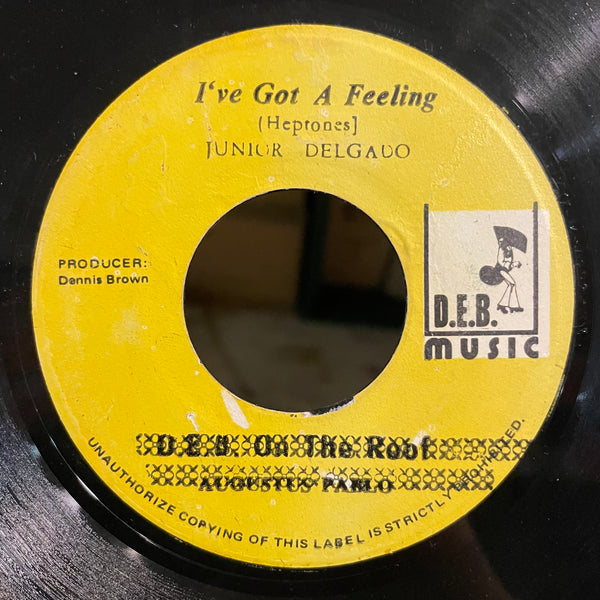 I've Got A Feeling
(Heptones]
JUNIOR DELGADO
PRODUCER:
Dennis Brown
D.E.B.
MUSIC
D.E.B. On The Roof
AUGUSTUS PABLO
UNAUTHORIZE COPYING OF THIS LABEL IS STRICTLY PROHIBITED.